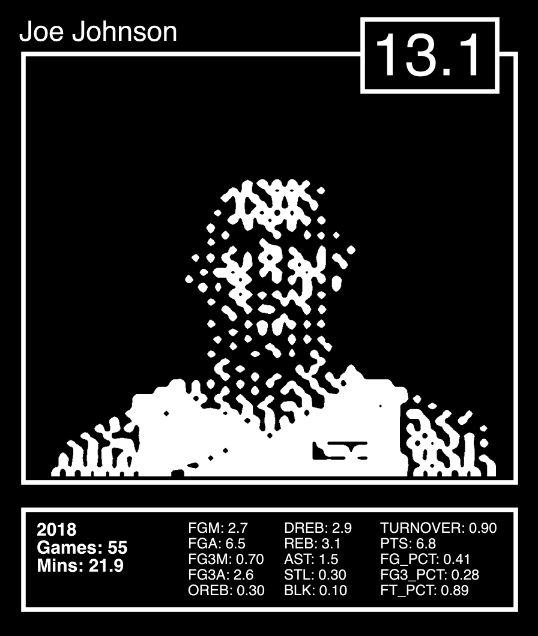 Joe Johnson
13.1
2018
Games: 55
Mins: 21.9
FGM: 2.7
FGA: 6.5
FG3M: 0.70
FG3A: 2.6
OREB: 0.30
DREB: 2.9
REB: 3.1
AST: 1.5
STL: 0.30
BLK: 0.10
TURNOVER: 0.90
PTS: 6.8
FG_PCT: 0.41
FG3_PCT: 0.28
FT_PCT: 0.89